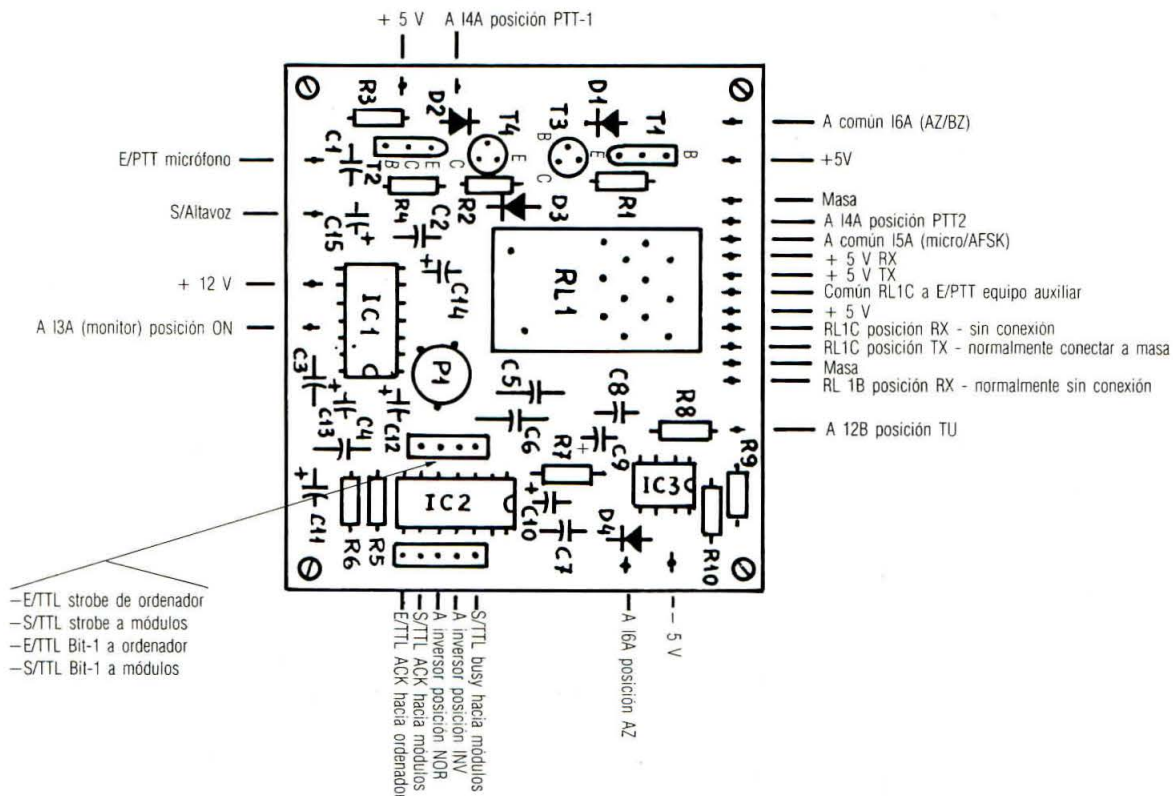 + 5 V
A I4A posición PTT-1
E/PTT micrófono
S/Altavoz
+ 12 V
A I3A (monitor) posición ON
R3
D2
T4
T3
D1
T1
B
E
B
C1
T2
B
C
E
C
E
C
R4
R2
D3
R1
C15
+
C2
+
C14
RL1
IC1
P1
C3
+
C13
C4
+
C12
C5
C6
C8
C9
+
R8
R9
R7
IC3
IC2
+
C10
C7
D4
R10
+
C11
R6
R5
A común I6A (AZ/BZ)
+5V
Masa
A I4A posición PTT2
A común I5A (micro/AFSK)
+ 5 V RX
+ 5 V TX
Común RL1C a E/PTT equipo auxiliar
+ 5 V
RL1C posición RX - sin conexión
RL1C posición TX - normalmente conectar a masa
Masa
RL 1B posición RX - normalmente sin conexión
A 12B posición TU
—E/TTL strobe de ordenador
—S/TTL strobe a módulos
—E/TTL Bit-1 a ordenador
—S/TTL Bit-1 a módulos
E/TTL ACK hacia ordenador
S/TTL ACK hacia módulos
A inversor posición NOR
A inversor posición INV
S/TTL busy hacia módulos
A I6A posición AZ
- 5 V